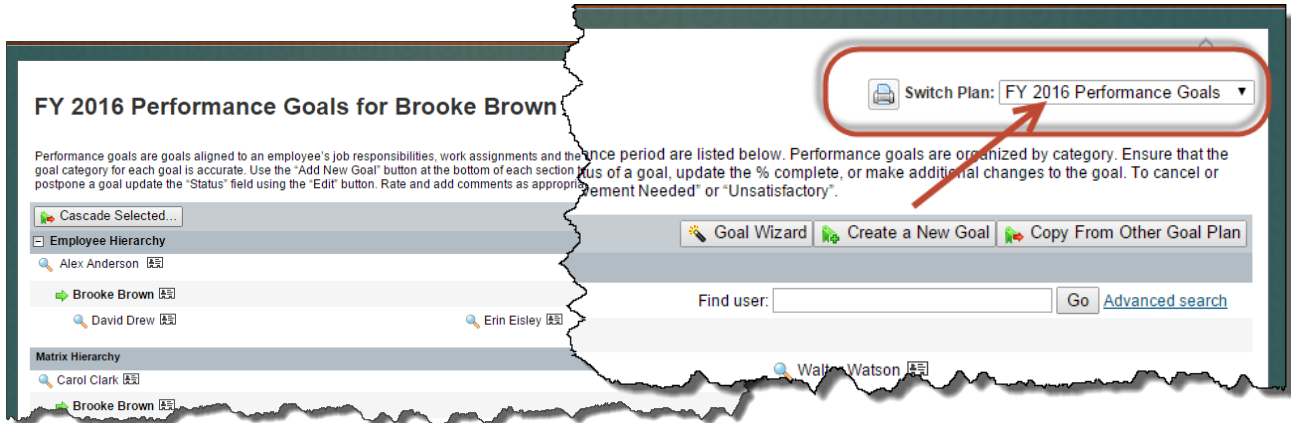 Switch Plan: FY 2016 Performance Goals
FY 2016 Performance Goals for Brooke Brown
Performance goals are goals aligned to an employee's job responsibilities, work assignments and the
goal category for each goal is accurate. Use the “Add New Goal” button at the bottom of each section
postpone a goal update the “Status” field using the “Edit” button. Rate and add comments as appropria
ance period are listed below. Performance goals are organized by category. Ensure that the
tus of a goal, update the % complete, or make additional changes to the goal. To cancel or
vement Needed” or “Unsatisfactory”.
Cascade Selected...
Goal Wizard Create a New Goal Copy From Other Goal Plan
Employee Hierarchy
Alex Anderson
Brooke Brown
Find user: Go Advanced search
David Drew Erin Eisley
Matrix Hierarchy
Walter Watson
Carol Clark
Brooke Brown